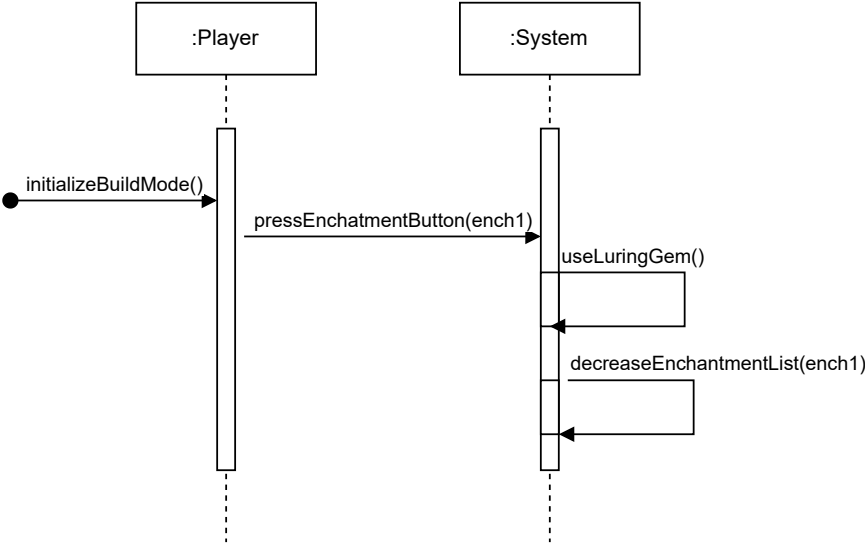 :Player
:System
initializeBuildMode()
pressEnchatmentButton(ench1)
useLuringGem()
decreaseEnchantmentList(ench1)